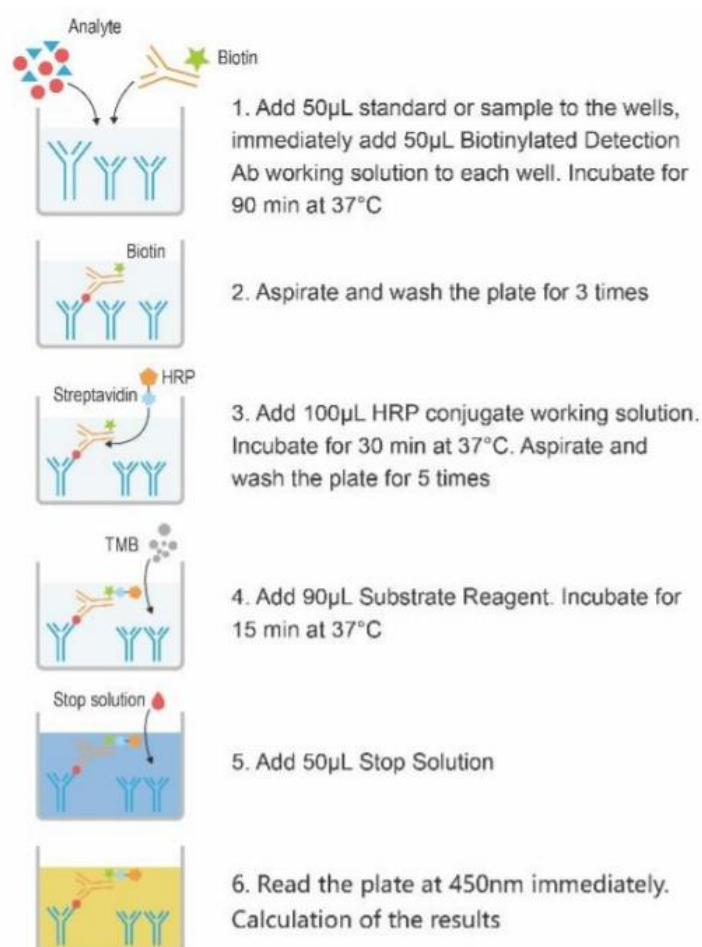 Analyte
Biotin
1. Add 50µL standard or sample to the wells,
immediately add 50µL Biotinylated Detection
Ab working solution to each well. Incubate for
90 min at 37°C
Biotin
2. Aspirate and wash the plate for 3 times
HRP
Streptavidin
3. Add 100µL HRP conjugate working solution.
Incubate for 30 min at 37°C. Aspirate and
wash the plate for 5 times
TMB
4. Add 90µL Substrate Reagent. Incubate for
15 min at 37°C
Stop solution
5. Add 50µL Stop Solution
6. Read the plate at 450nm immediately.
Calculation of the results